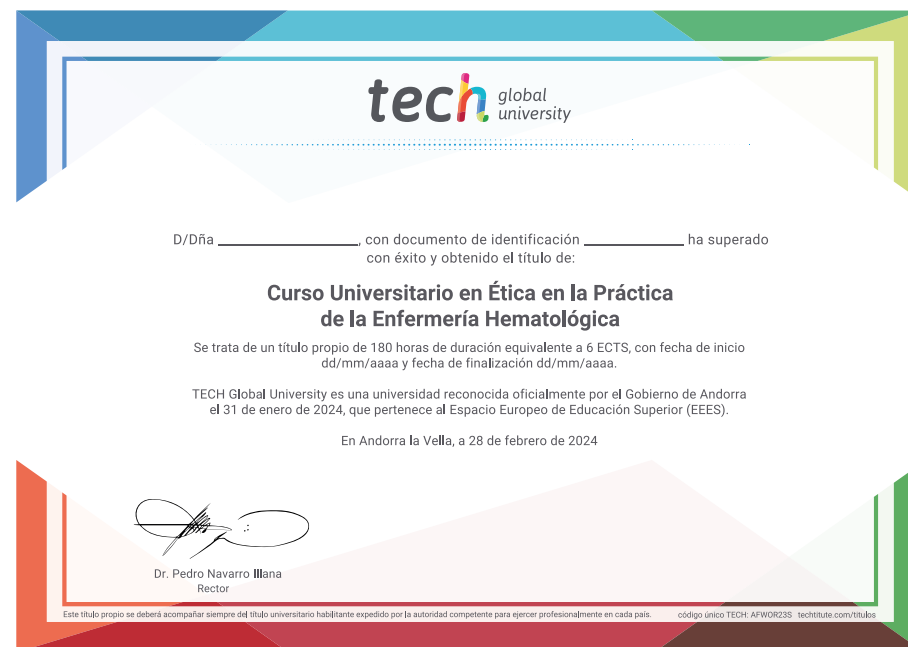 tech global university
D/Dña ____________, con documento de identificación ____________ ha superado
con éxito y obtenido el título de:
Curso Universitario en Ética en la Práctica
de la Enfermería Hematológica
Se trata de un título propio de 180 horas de duración equivalente a 6 ECTS, con fecha de inicio
dd/mm/aaaa y fecha de finalización dd/mm/aaaa.
TECH Global University es una universidad reconocida oficialmente por el Gobierno de Andorra
el 31 de enero de 2024, que pertenece al Espacio Europeo de Educación Superior (EEES).
En Andorra la Vella, a 28 de febrero de 2024
Dr. Pedro Navarro Illana
Rector
Este título propio se deberá acompañar siempre del título universitario habilitante expedido por la autoridad competente para ejercer profesionalmente en cada país. código único TECH: AFWOR23S techtitute.com/titulos